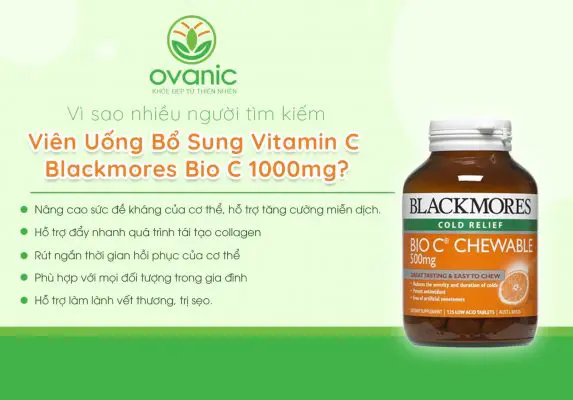 ovanic
KHỎE ĐẸP TỪ THIÊN NHIÊN
Vì sao nhiều người tìm kiếm
Viên Uống Bổ Sung Vitamin C
Blackmores Bio C 1000mg?
Nâng cao sức đề kháng của cơ thể, hỗ trợ tăng cường miễn dịch.
Hỗ trợ đẩy nhanh quá trình tái tạo collagen
Rút ngắn thời gian hồi phục của cơ thể
Phù hợp với mọi đối tượng trong gia đình
Hỗ trợ làm lành vết thương, trị sẹo.
BLACKMORES
COLD RELIEF
BIO C® CHEWABLE
500mg
GREAT TASTING & EASY TO CHEW
Reduces the severity and duration of colds
Potent antioxidant
Free of artificial sweeteners
DIETARY SUPPLEMENT
125 LOW ACID TABLETS